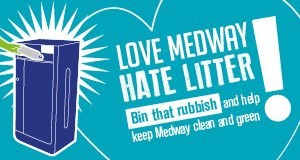 LOVE MEDWAY
HATE LITTER!
Bin that rubbish and help
keep Medway clean and green